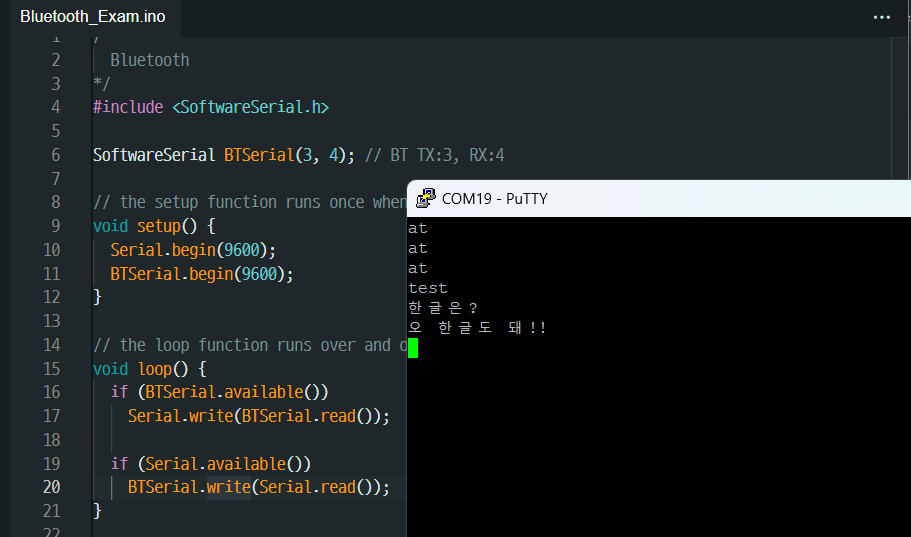 Bluetooth_Exam.ino
...
1 /
2 Bluetooth
3 */
4 #include <SoftwareSerial.h>
5
6 SoftwareSerial BTSerial(3, 4); // BT TX:3, RX:4
7
8 // the setup function runs once when
9 void setup() {
10 Serial.begin(9600);
11 BTSerial.begin(9600);
12 }
13
14 // the loop function runs over and o
15 void loop() {
16 if (BTSerial.available())
17 Serial.write(BTSerial.read());
18
19 if (Serial.available())
20 BTSerial.write(Serial.read());
21 }
22
COM19 - PuTTY
at
at
at
test
한글은?
오 한글도 돼!!